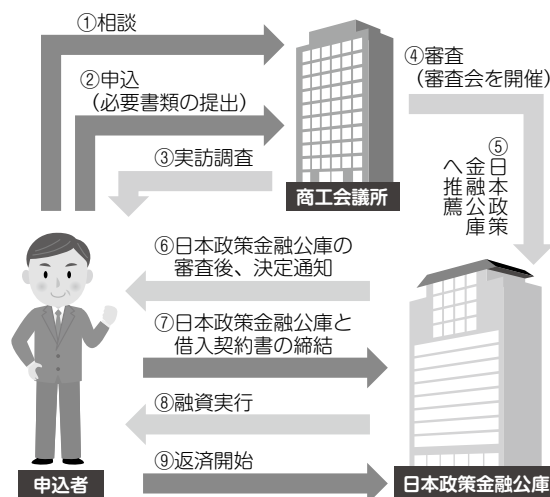 ①相談
②申込
(必要書類の提出)
③実訪調査
商工会議所
④審査
(審査会を開催)
⑤日本政策
金融公庫
へ推薦
⑥日本政策金融公庫の
審査後、決定通知
⑦日本政策金融公庫と
借入契約書の締結
⑧融資実行
⑨返済開始
申込者
日本政策金融公庫